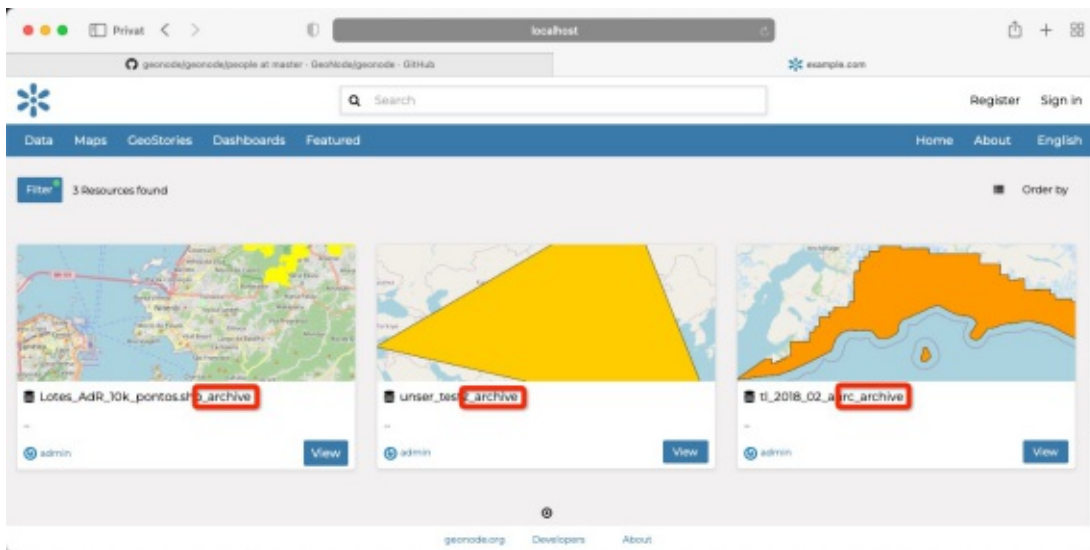 Privat
localhost
geonode/geonode/people at master · GeoNode/geonode · GitHub
example.com
Search
Register Sign in
Data Maps GeoStories Dashboards Featured
Home About English
Filter 3 Resources found
Order by
Lotes_AdR_10k_pontos.shp_archive
unser_test2_archive
tl_2018_02_anrc_archive
admin View
admin View
admin View
geonode.org Developers About